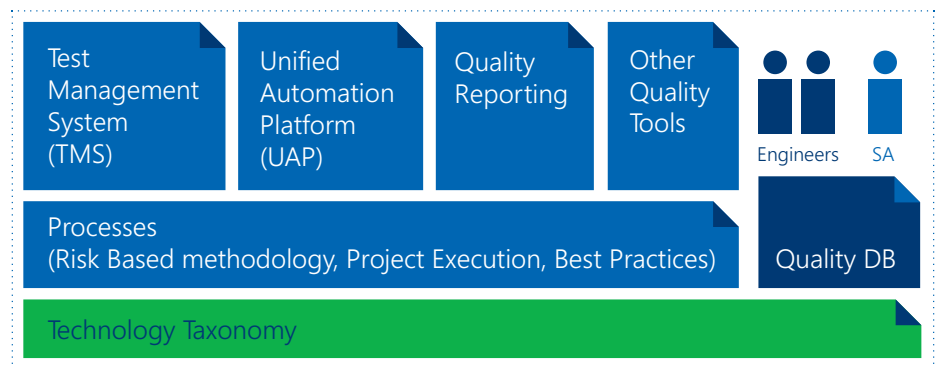 Test
Management
System
(TMS)
Unified
Automation
Platform
(UAP)
Quality
Reporting
Other
Quality
Tools
Engineers
SA
Processes
(Risk Based methodology, Project Execution, Best Practices)
Quality DB
Technology Taxonomy